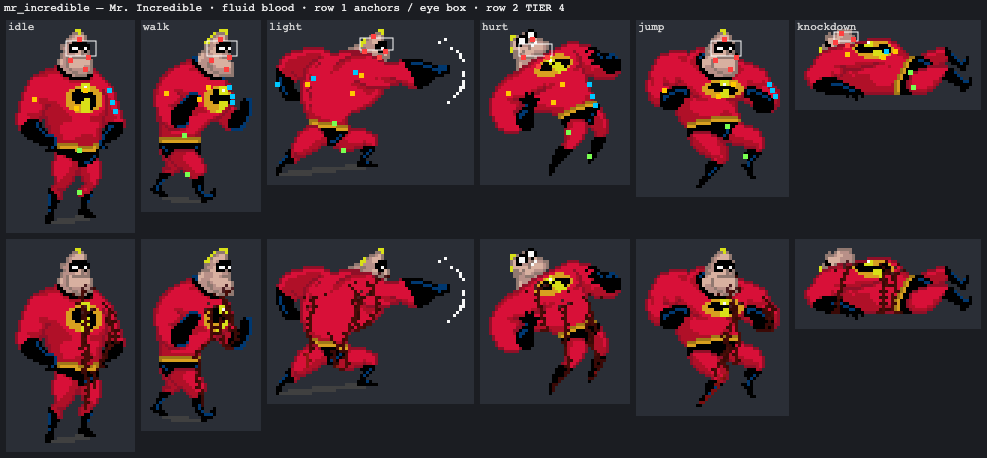 mr_incredible — Mr. Incredible · fluid blood · row 1 anchors / eye box · row 2 TIER 4
idle
walk
light
hurt
jump
knockdown